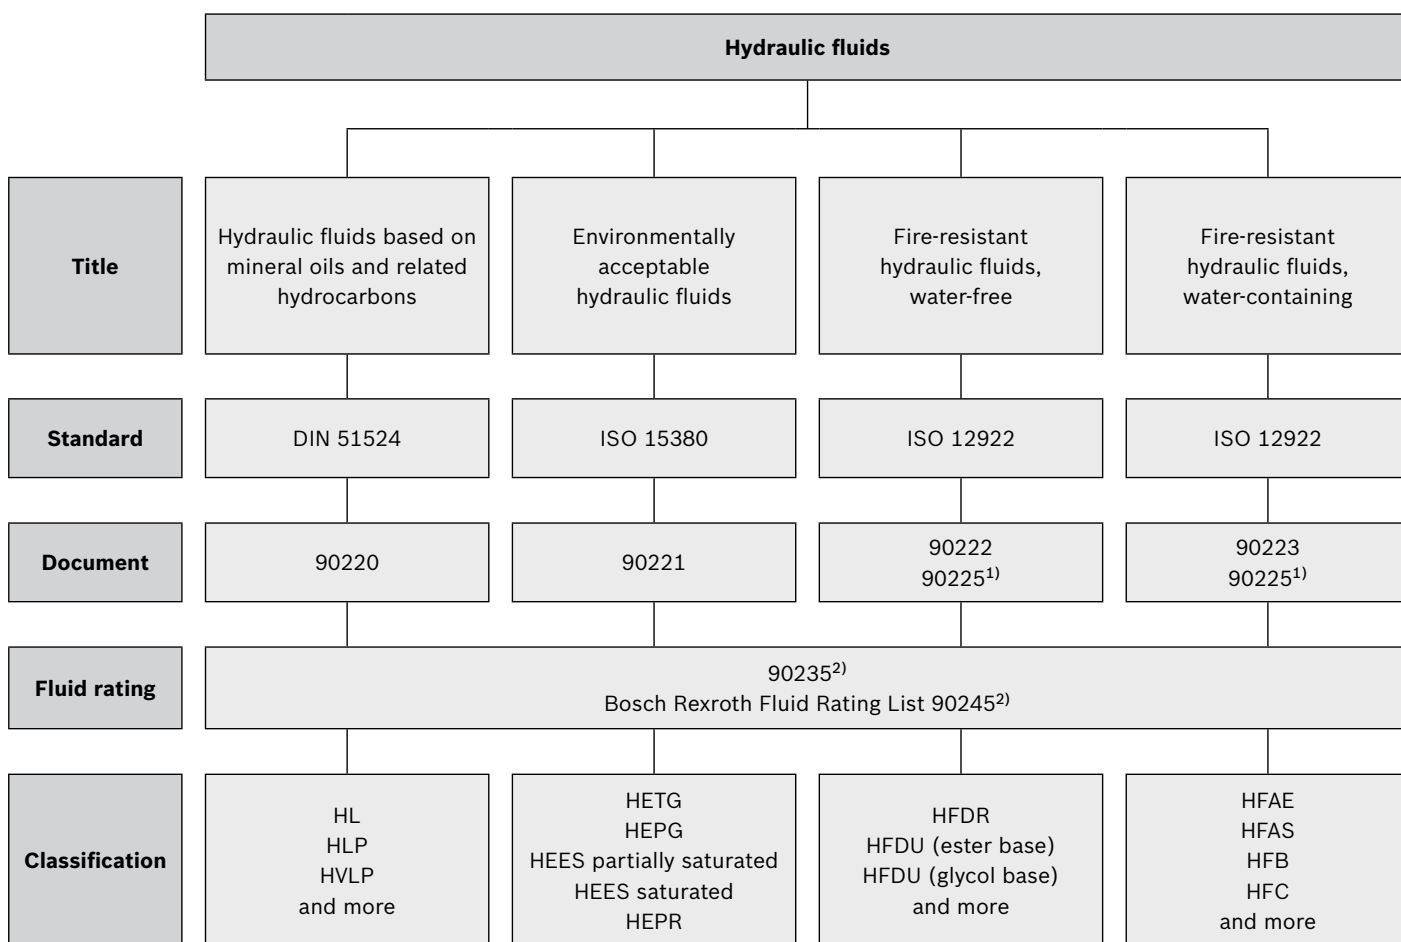 Hydraulic fluids
Title
Hydraulic fluids based on
mineral oils and related
hydrocarbons
Environmentally
acceptable
hydraulic fluids
Fire-resistant
hydraulic fluids,
water-free
Fire-resistant
hydraulic fluids,
water-containing
Standard
DIN 51524
ISO 15380
ISO 12922
ISO 12922
Document
90220
90221
90222
90225¹⁾
90223
90225¹⁾
Fluid rating
90235²⁾
Bosch Rexroth Fluid Rating List 90245²⁾
Classification
HL
HLP
HVLP
and more
HETG
HEPG
HEES partially saturated
HEES saturated
HEPR
HFDR
HFDU (ester base)
HFDU (glycol base)
and more
HFAE
HFAS
HFB
HFC
and more